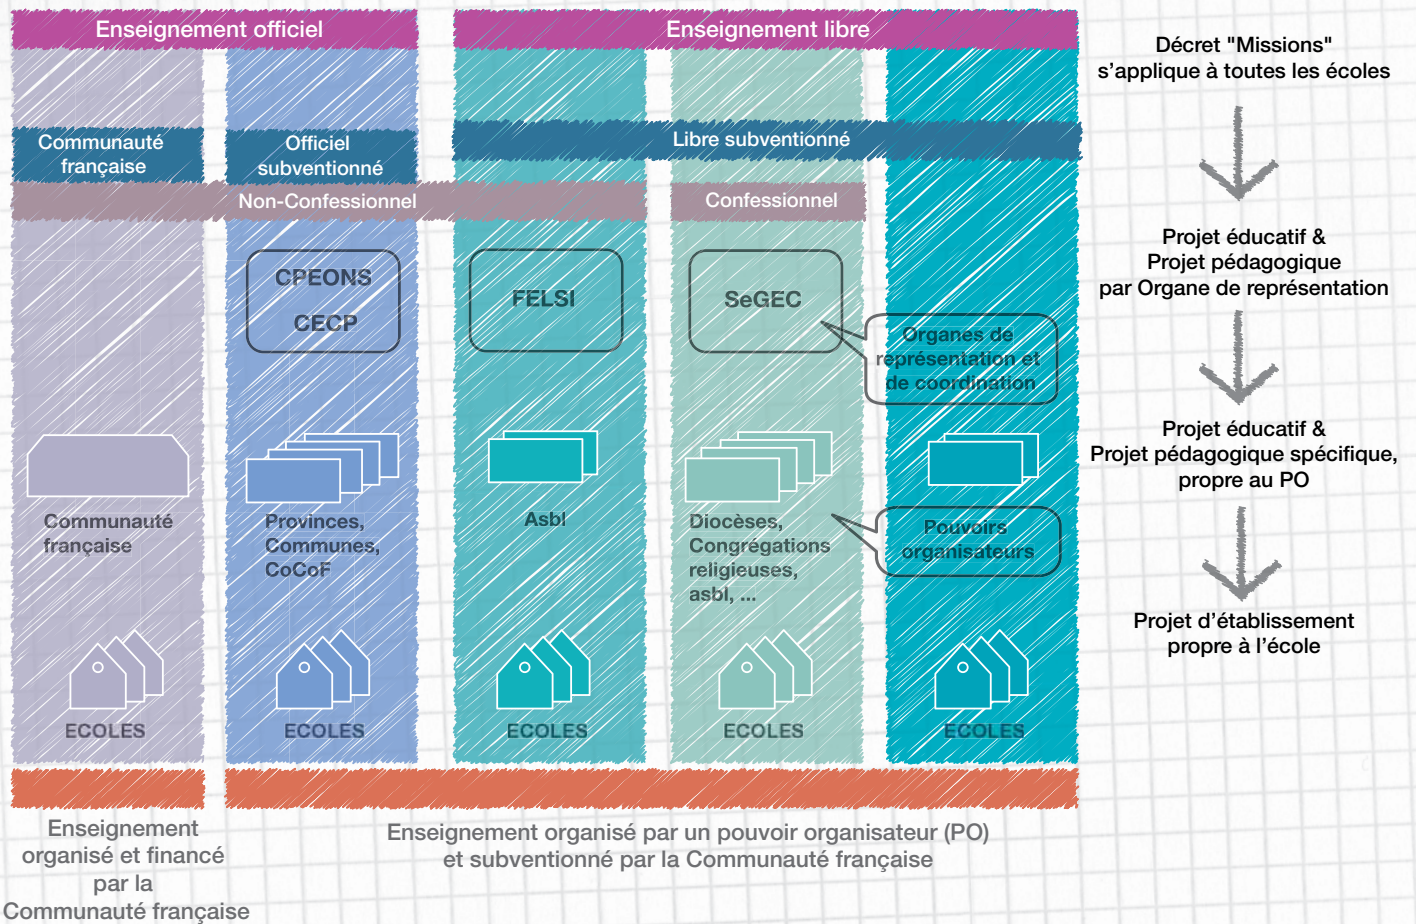 Enseignement officiel
Enseignement libre
Communauté
française
Officiel
subventionné
Libre subventionné
Non-Confessionnel
Confessionnel
CPEONS
CECP
FELSI
SeGEC
Organes de
représentation et
de coordination
Communauté
française
Provinces,
Communes,
CoCoF
Asbl
Diocèses,
Congrégations
religieuses,
asbl, ...
Pouvoirs
organisateurs
ECOLES
ECOLES
ECOLES
ECOLES
ECOLES
Enseignement
organisé et financé
par la
Communauté française
Enseignement organisé par un pouvoir organisateur (PO)
et subventionné par la Communauté française
Décret "Missions"
s’applique à toutes les écoles
Projet éducatif &
Projet pédagogique
par Organe de représentation
Projet éducatif &
Projet pédagogique spécifique,
propre au PO
Projet d’établissement
propre à l’école